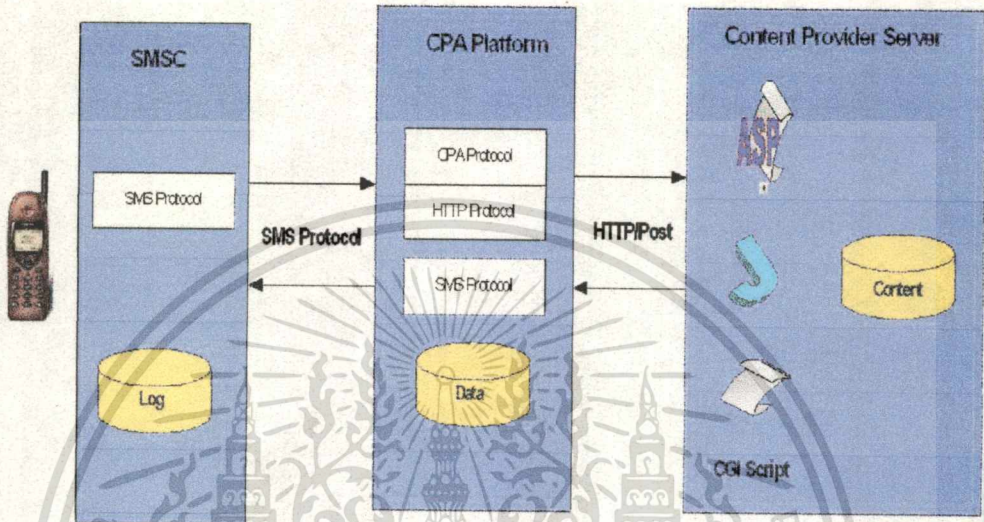 SMSC
SMS Protocol
Log
SMS Protocol
CPA Platform
CPA Protocol
HTTP Protocol
SMS Protocol
Data
HTTP/Post
Content Provider Server
ASP
Content
CGI Script